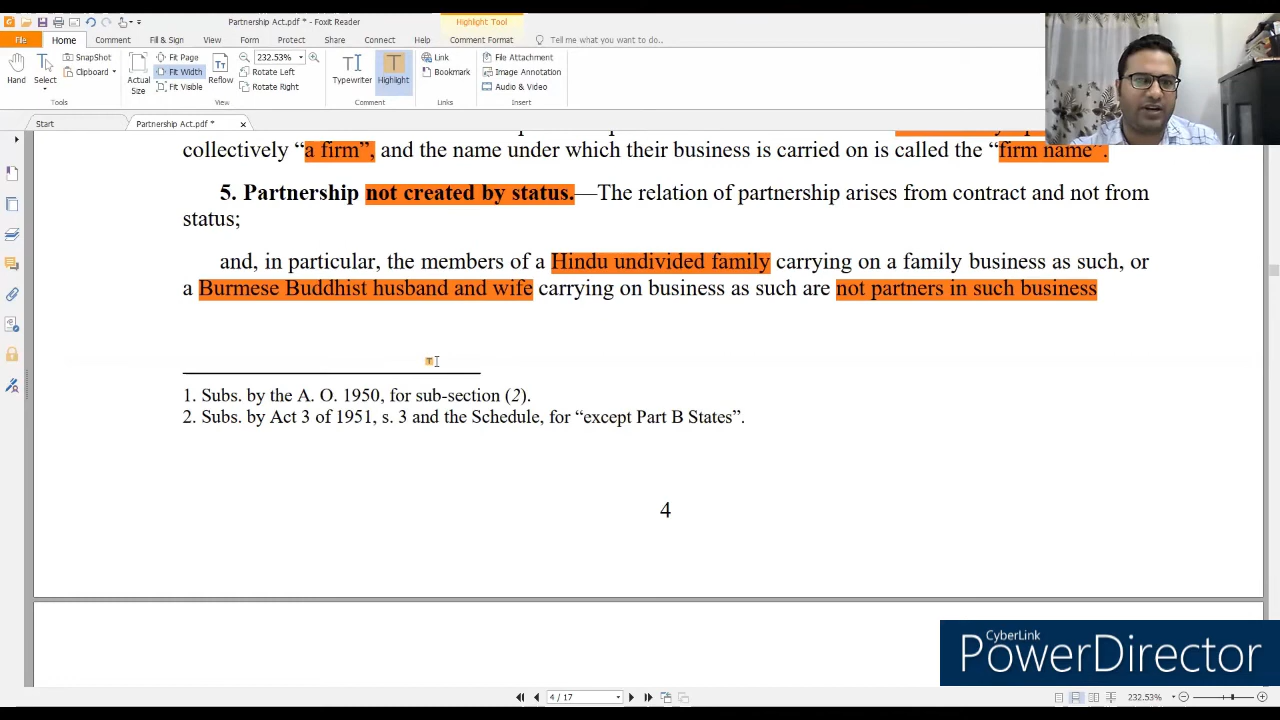 Partnership Act.pdf * - Foxit Reader
Highlight Tool
File Home Comment Fill & Sign View Form Protect Share Connect Help Comment Format Tell me what you want to do..
SnapShot Fit Page 232.53% Rotate Left Link File Attachment
Clipboard Fit Width Rotate Right Bookmark Image Annotation
Fit Visible Audio & Video
Hand Select Actual Size Reflow Typewriter Highlight
Tools View Comment Links Insert
Start Partnership Act.pdf *
collectively “a firm”, and the name under which their business is carried on is called the “firm name”.
5. Partnership not created by status.—The relation of partnership arises from contract and not from
status;
and, in particular, the members of a Hindu undivided family carrying on a family business as such, or
a Burmese Buddhist husband and wife carrying on business as such are not partners in such business
1. Subs. by the A. O. 1950, for sub-section (2).
2. Subs. by Act 3 of 1951, s. 3 and the Schedule, for “except Part B States”.
4
CyberLink
PowerDirector
4 / 17
232.53%